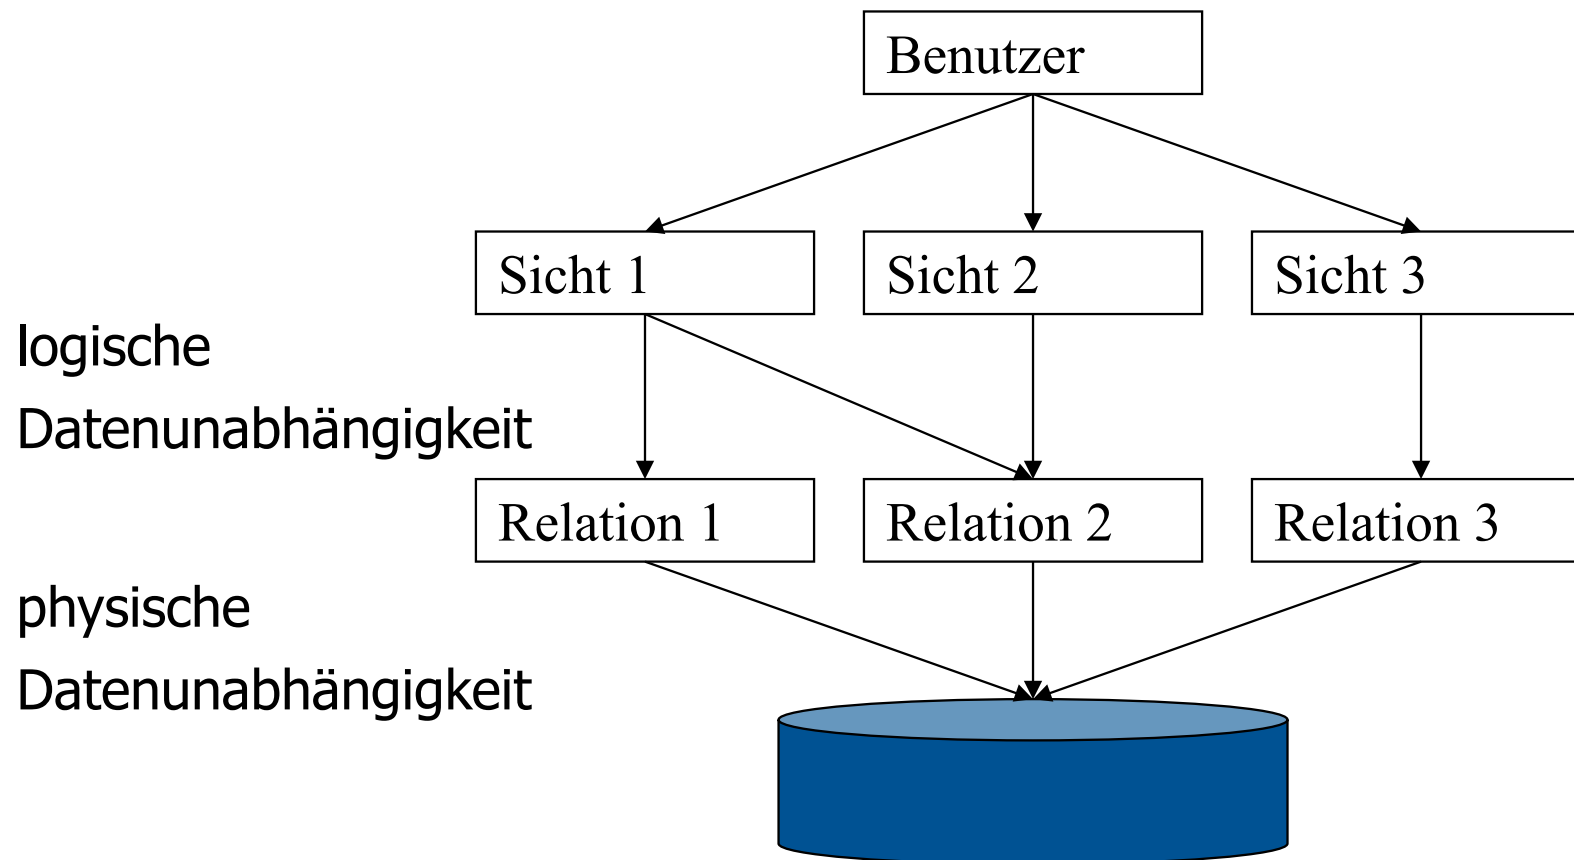 Benutzer
Sicht 1
Sicht 2
Sicht 3
logische
Datenunabhängigkeit
Relation 1
Relation 2
Relation 3
physische
Datenunabhängigkeit